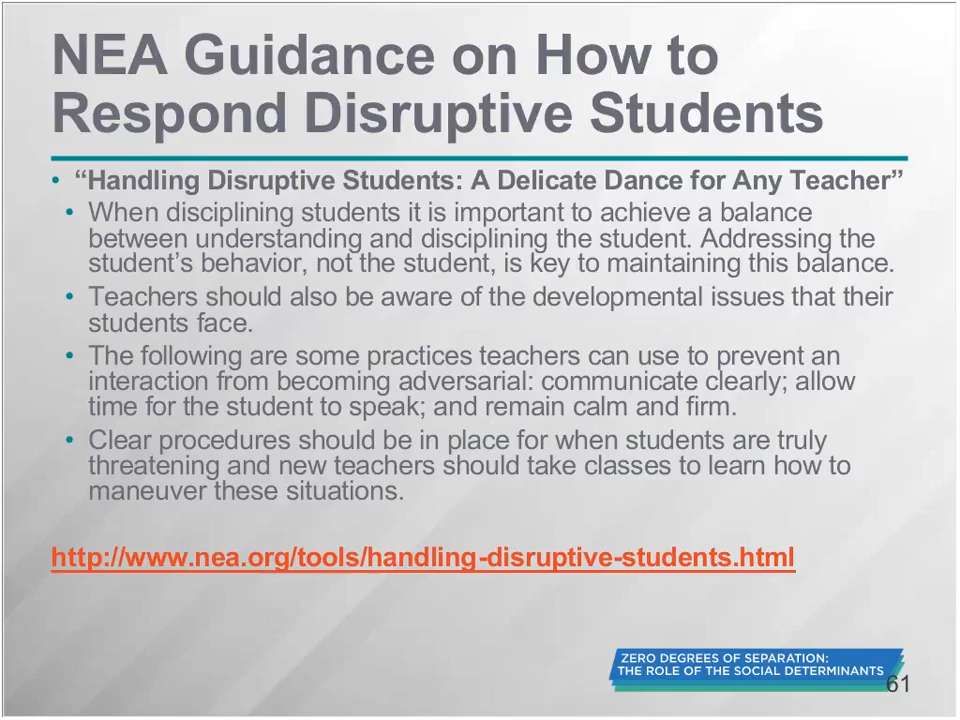 NEA Guidance on How to
Respond Disruptive Students
• “Handling Disruptive Students: A Delicate Dance for Any Teacher”
• When disciplining students it is important to achieve a balance
between understanding and disciplining the student. Addressing the
student’s behavior, not the student, is key to maintaining this balance.
• Teachers should also be aware of the developmental issues that their
students face.
• The following are some practices teachers can use to prevent an
interaction from becoming adversarial: communicate clearly; allow
time for the student to speak; and remain calm and firm.
• Clear procedures should be in place for when students are truly
threatening and new teachers should take classes to learn how to
maneuver these situations.
http://www.nea.org/tools/handling-disruptive-students.html
ZERO DEGREES OF SEPARATION:
THE ROLE OF THE SOCIAL DETERMINANTS
61